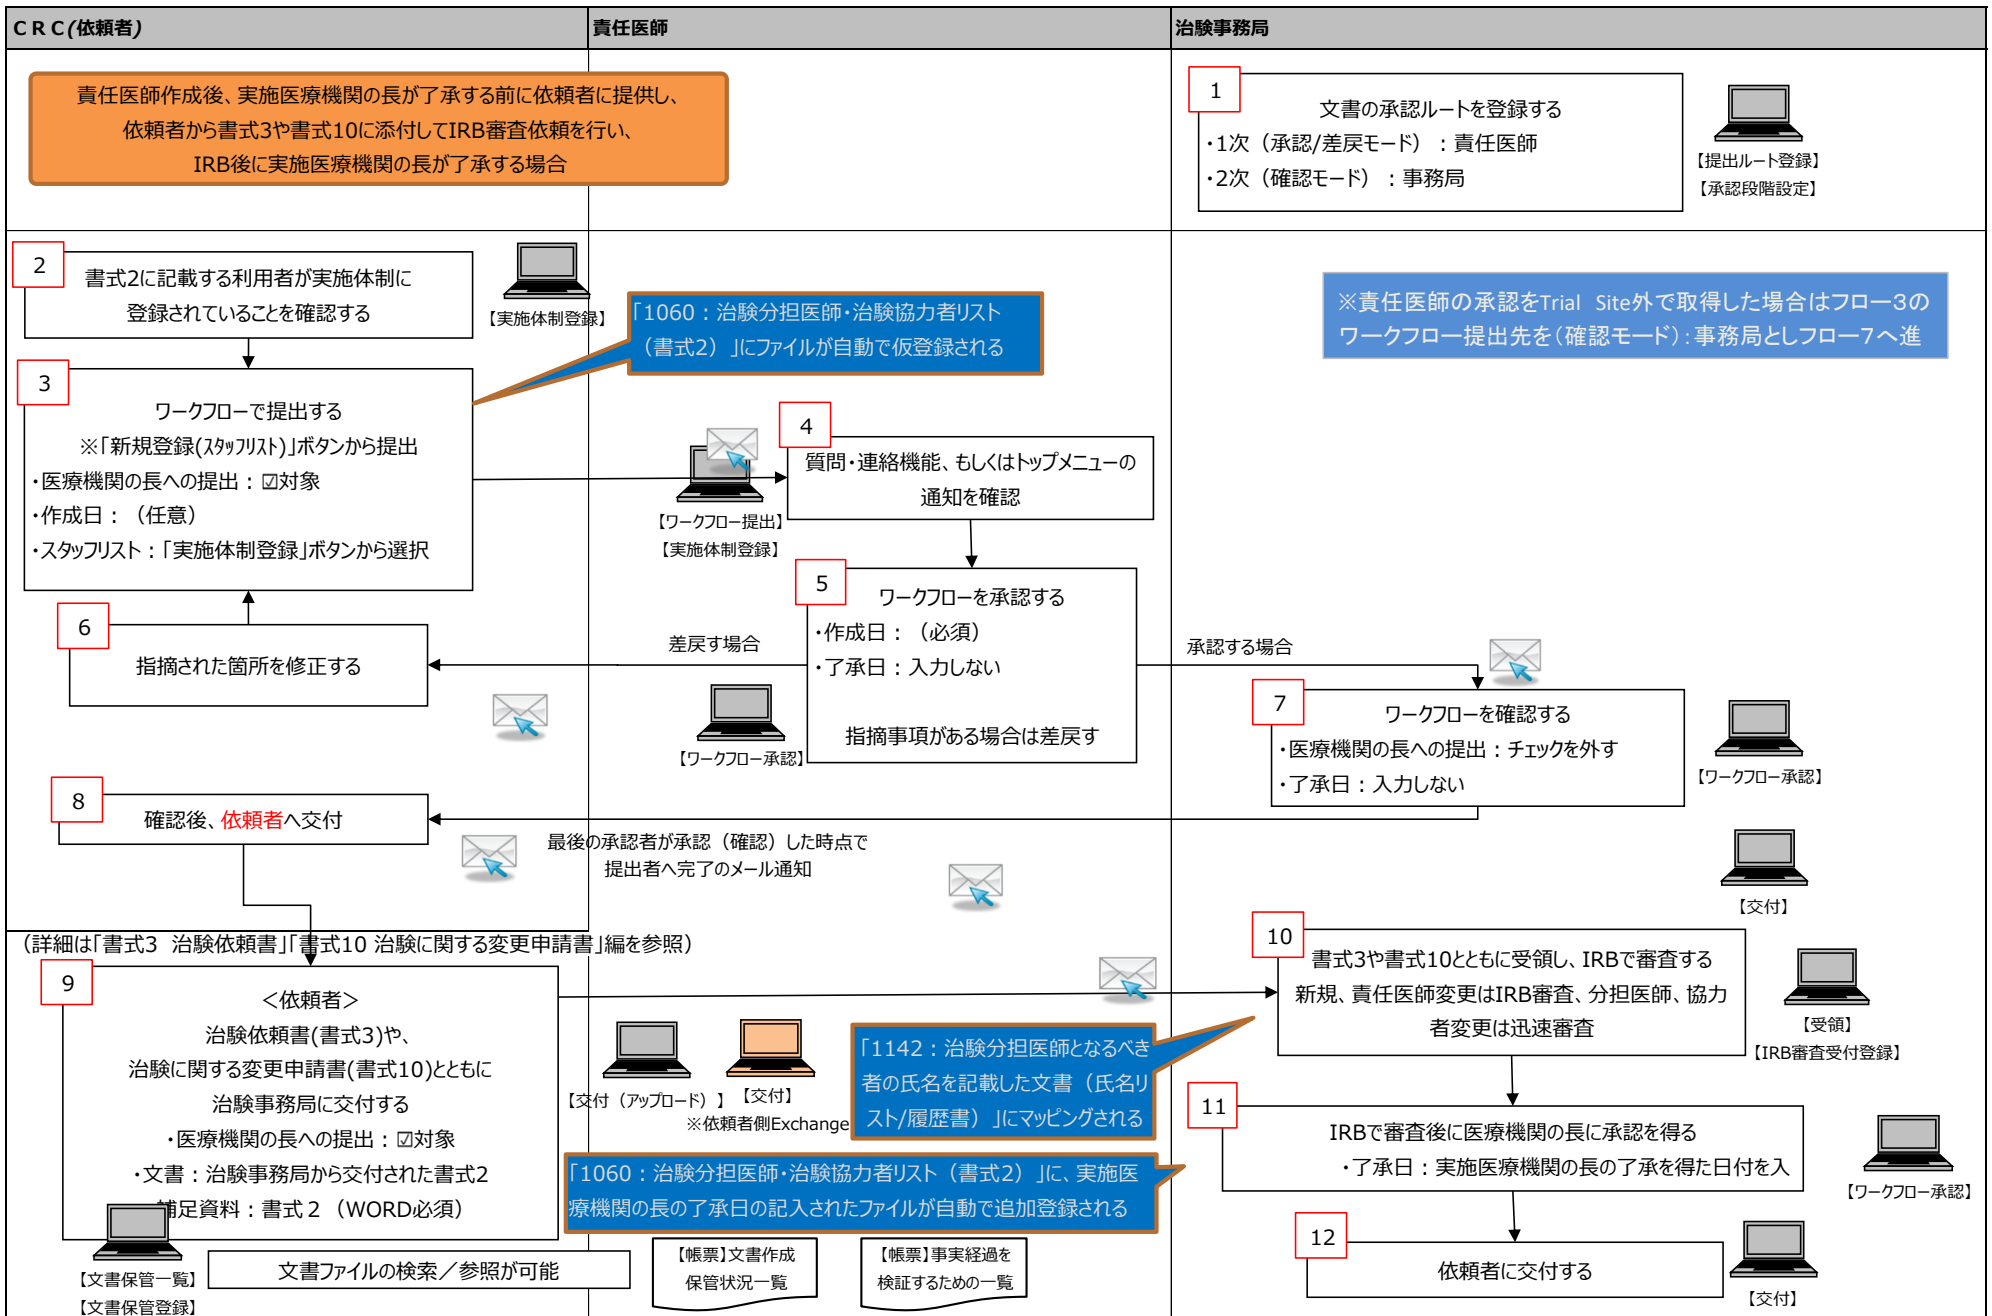 ＣＲＣ(依頼者)
責任医師
治験事務局
責任医師作成後、実施医療機関の長が了承する前に依頼者に提供し、
依頼者から書式3や書式10に添付してIRB審査依頼を行い、
IRB後に実施医療機関の長が了承する場合
1
文書の承認ルートを登録する
・1次（承認/差戻モード）：責任医師
・2次（確認モード）：事務局
【提出ルート登録】
【承認段階設定】
2
書式2に記載する利用者が実施体制に
登録されていることを確認する
【実施体制登録】
「1060：治験分担医師・治験協力者リスト
（書式2）」にファイルが自動で仮登録される
※責任医師の承認をTrial Site外で取得した場合はフロー3の
ワークフロー提出先を（確認モード）：事務局としフロー7へ進
3
ワークフローで提出する
※「新規登録(スタッフリスト)」ボタンから提出
・医療機関の長への提出：☑対象
・作成日：（任意）
・スタッフリスト：「実施体制登録」ボタンから選択
【ワークフロー提出】
【実施体制登録】
4
質問・連絡機能、もしくはトップメニューの
通知を確認
5
ワークフローを承認する
・作成日：（必須）
・了承日：入力しない
指摘事項がある場合は差戻す
【ワークフロー承認】
差戻す場合
承認する場合
6
指摘された箇所を修正する
7
ワークフローを確認する
・医療機関の長への提出：チェックを外す
・了承日：入力しない
【ワークフロー承認】
8
確認後、依頼者へ交付
最後の承認者が承認（確認）した時点で
提出者へ完了のメール通知
【交付】
（詳細は「書式3 治験依頼書」「書式10 治験に関する変更申請書」編を参照）
9
＜依頼者＞
治験依頼書(書式3)や、
治験に関する変更申請書(書式10)とともに
治験事務局に交付する
・医療機関の長への提出：☑対象
・文書：治験事務局から交付された書式2
補足資料：書式２（WORD必須）
【交付（アップロード）】
【交付】
※依頼者側Exchange
「1142：治験分担医師となるべき
者の氏名を記載した文書（氏名リ
スト/履歴書）」にマッピングされる
10
書式3や書式10とともに受領し、IRBで審査する
新規、責任医師変更はIRB審査、分担医師、協力
者変更は迅速審査
【受領】
【IRB審査受付登録】
11
IRBで審査後に医療機関の長に承認を得る
・了承日：実施医療機関の長の了承を得た日付を入
【ワークフロー承認】
「1060：治験分担医師・治験協力者リスト（書式2）」に、実施医
療機関の長の了承日の記入されたファイルが自動で追加登録される
12
依頼者に交付する
【交付】
【文書保管一覧】
【文書保管登録】
文書ファイルの検索／参照が可能
【帳票】文書作成
保管状況一覧
【帳票】事実経過を
検証するための一覧